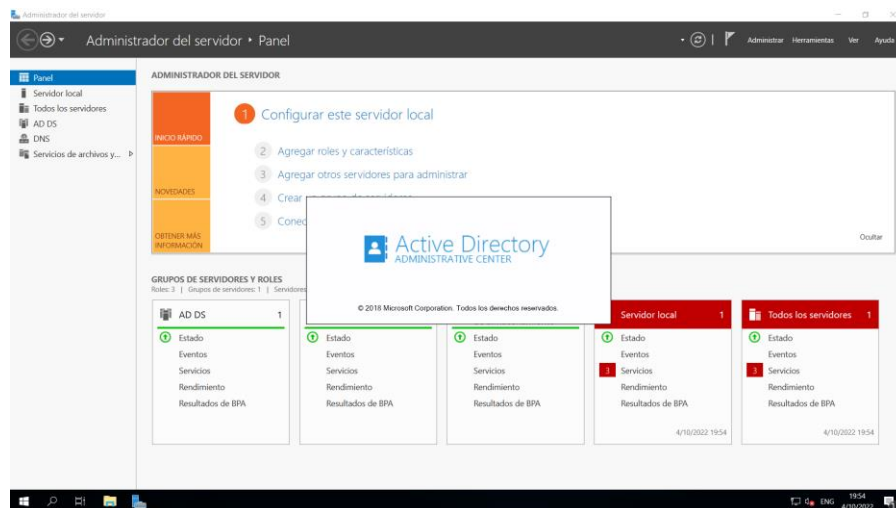 Administrador del servidor
Administrador del servidor • Panel
Administrar Herramientas Ver Ayuda
Panel
Servidor local
Todos los servidores
AD DS
DNS
Servicios de archivos y...
ADMINISTRADOR DEL SERVIDOR
INICIO RÁPIDO
NOVEDADES
OBTENER MÁS
INFORMACIÓN
1 Configurar este servidor local
2 Agregar roles y características
3 Agregar otros servidores para administrar
4 Crear
5 Conec
Ocultar
Active Directory
ADMINISTRATIVE CENTER
© 2018 Microsoft Corporation. Todos los derechos reservados.
GRUPOS DE SERVIDORES Y ROLES
Roles: 3 | Grupos de servidores: 1 | Servidores
AD DS 1
Estado
Eventos
Servicios
Rendimiento
Resultados de BPA
Estado
Eventos
Servicios
Rendimiento
Resultados de BPA
Estado
Eventos
Servicios
Rendimiento
Resultados de BPA
Servidor local 1
Estado
Eventos
3 Servicios
Rendimiento
Resultados de BPA
4/10/2022 19:54
Todos los servidores 1
Estado
Eventos
3 Servicios
Rendimiento
Resultados de BPA
4/10/2022 19:54
ENG
19:54
4/10/2022